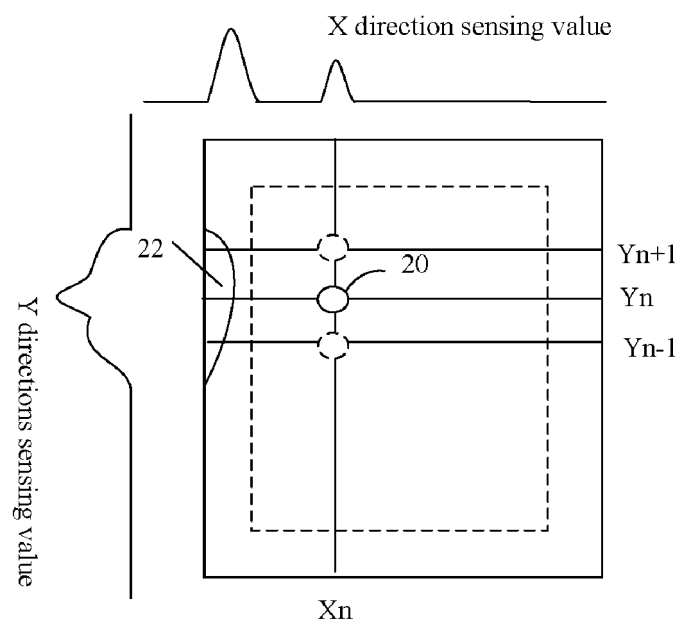 X direction sensing value
22
20
Yn+1
Yn
Yn-1
Y directions sensing value
Xn